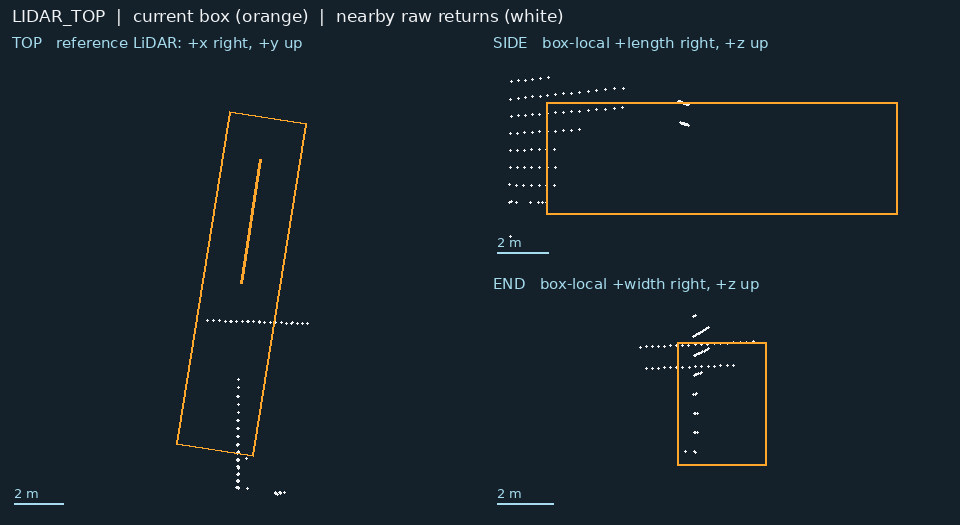 LIDAR_TOP | current box (orange) | nearby raw returns (white)
TOP reference LiDAR: +x right, +y up
SIDE box-local +length right, +z up
2 m
END box-local +width right, +z up
2 m
2 m